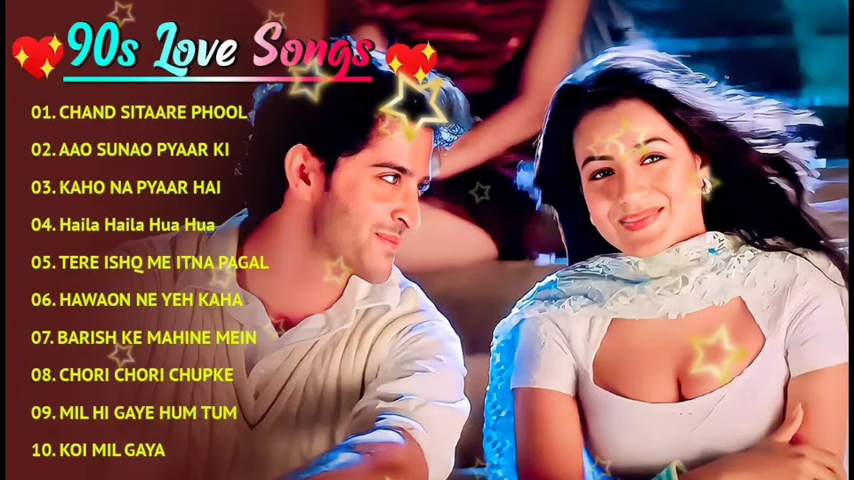 90s Love Songs
01. CHAND SITAARE PHOOL
02. AAO SUNAO PYAAR KI
03. KAHO NA PYAAR HAI
04. Haila Haila Hua Hua
05. TERE ISHQ ME ITNA PAGAL
06. HAWAON NE YEH KAHA
07. BARISH KE MAHINE MEIN
08. CHORI CHORI CHUPKE
09. MIL HI GAYE HUM TUM
10. KOI MIL GAYA